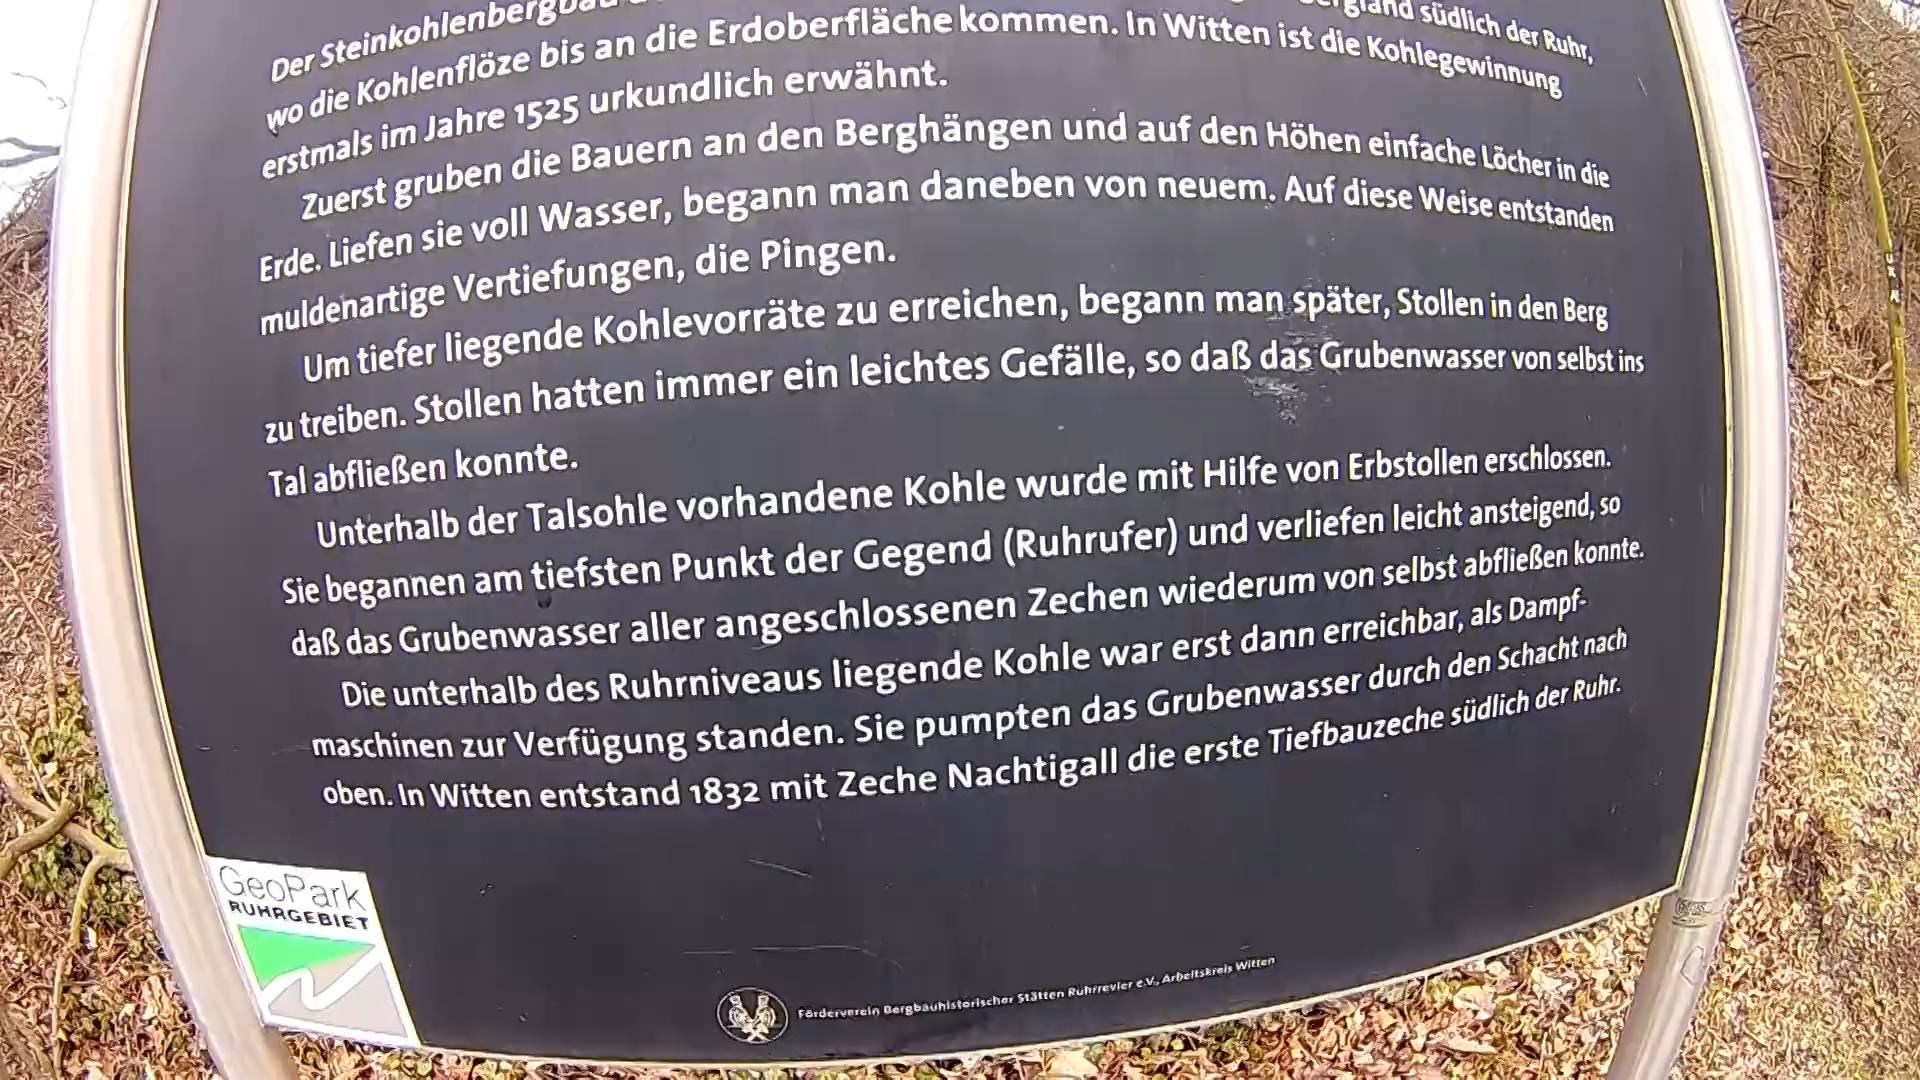 Der Steinkohlenbergbau südlich der Ruhr,
wo die Kohlenflöze bis an die Erdoberfläche kommen. In Witten ist die Kohlegewinnung
erstmals im Jahre 1525 urkundlich erwähnt.
Zuerst gruben die Bauern an den Berghängen und auf den Höhen einfache Löcher in die
Erde. Liefen sie voll Wasser, begann man daneben von neuem. Auf diese Weise entstanden
muldenartige Vertiefungen, die Pingen.
Um tiefer liegende Kohlevorräte zu erreichen, begann man später, Stollen in den Berg
zu treiben. Stollen hatten immer ein leichtes Gefälle, so daß das Grubenwasser von selbst ins
Tal abfließen konnte.
Unterhalb der Talsohle vorhandene Kohle wurde mit Hilfe von Erbstollen erschlossen.
Sie begannen am tiefsten Punkt der Gegend (Ruhrufer) und verliefen leicht ansteigend, so
daß das Grubenwasser aller angeschlossenen Zechen wiederum von selbst abfließen konnte.
Die unterhalb des Ruhrniveaus liegende Kohle war erst dann erreichbar, als Dampf-
maschinen zur Verfügung standen. Sie pumpten das Grubenwasser durch den Schacht nach
oben. In Witten entstand 1832 mit Zeche Nachtigall die erste Tiefbauzeche südlich der Ruhr.
GeoPark
RUHRGEBIET
Förderverein Bergbauhistorischer Stätten Ruhrrevier e.V., Arbeitskreis Witten